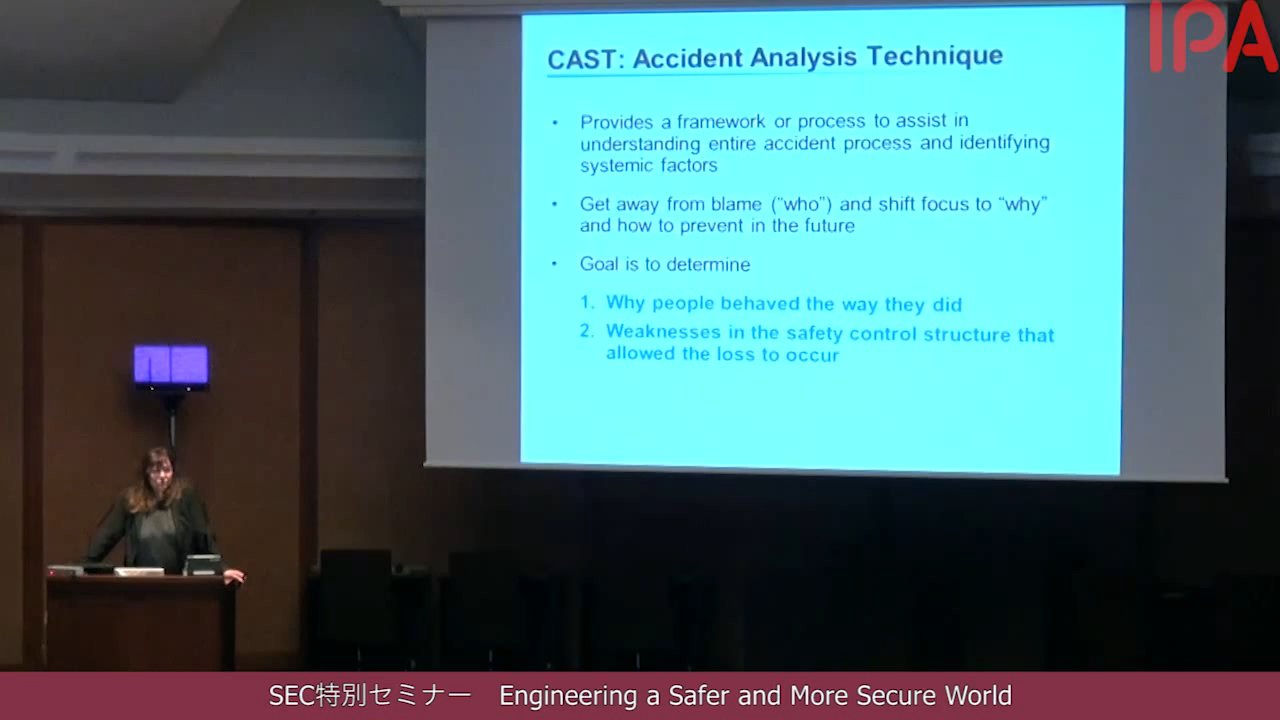 IPA
CAST: Accident Analysis Technique
• Provides a framework or process to assist in
understanding entire accident process and identifying
systemic factors
• Get away from blame (“who”) and shift focus to “why”
and how to prevent in the future
• Goal is to determine
1. Why people behaved the way they did
2. Weaknesses in the safety control structure that
allowed the loss to occur
SEC特別セミナー Engineering a Safer and More Secure World